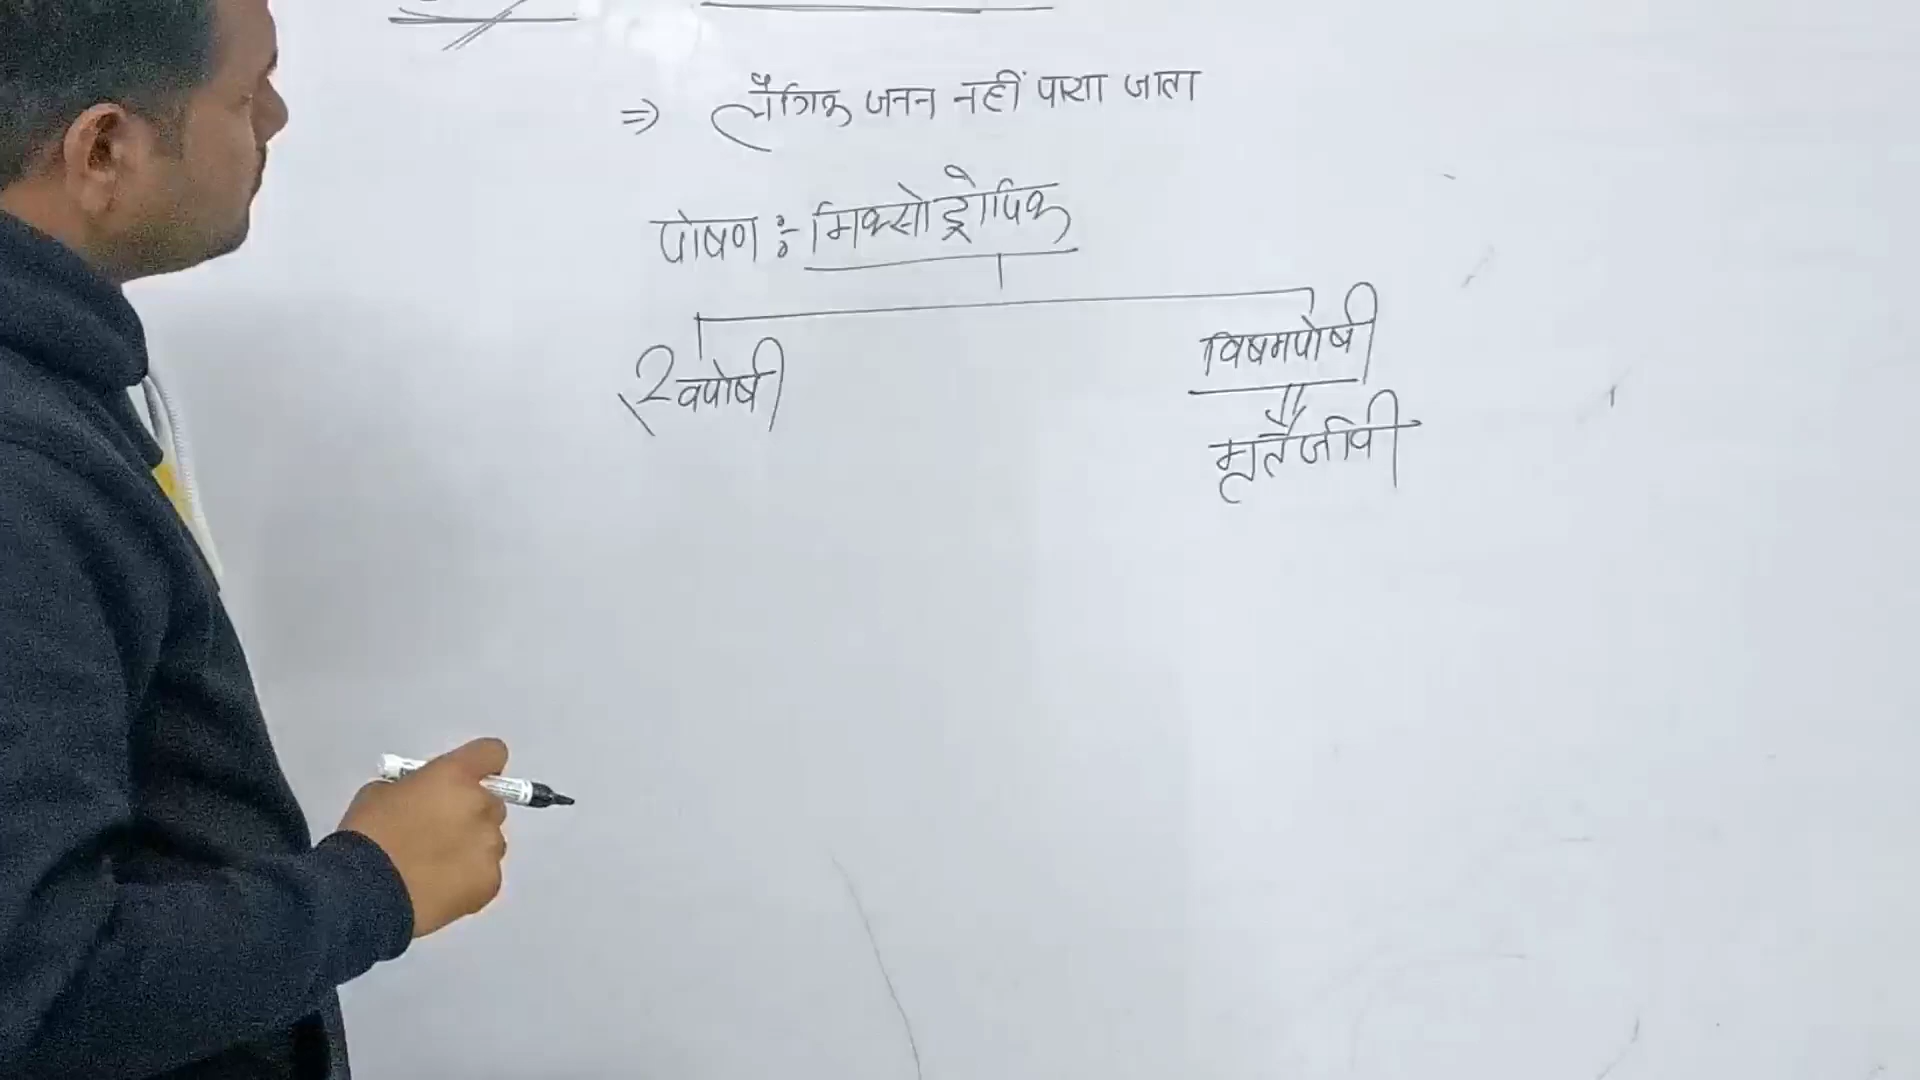 ⇒ लैंगिक जनन नहीं पाया जाता
पोषण :- मिक्सोट्रोपिक
स्वपोषी
विषमपोषी
⇓
मृतजीवी